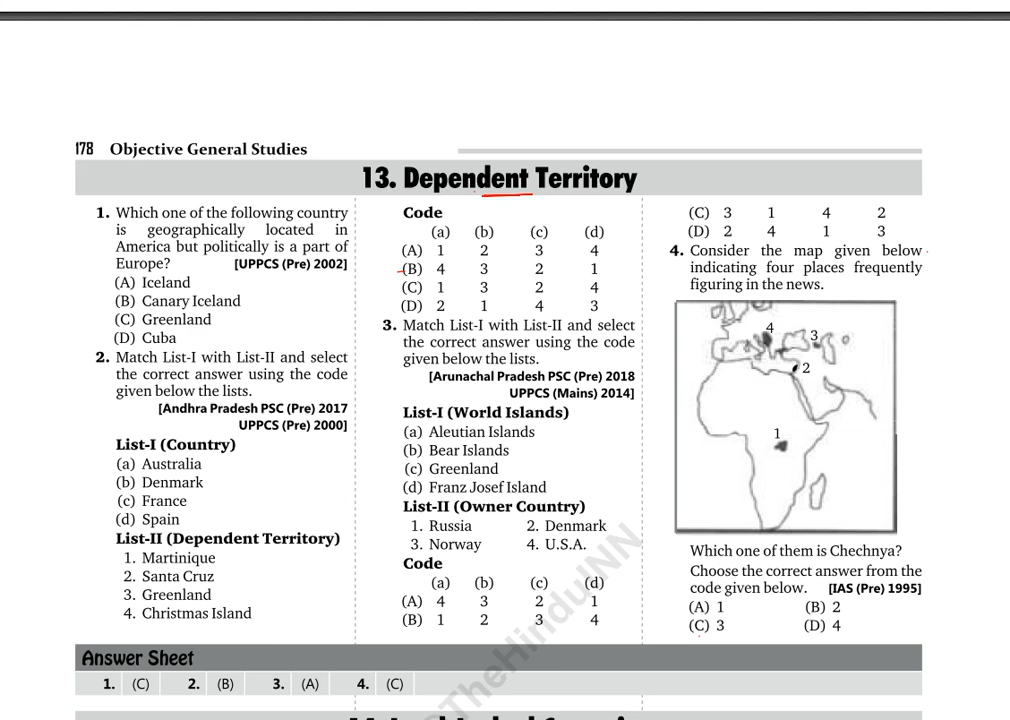 178 Objective General Studies
13. Dependent Territory
1. Which one of the following country
is geographically located in
America but politically is a part of
Europe? [UPPCS (Pre) 2002]
(A) Iceland
(B) Canary Iceland
(C) Greenland
(D) Cuba
2. Match List-I with List-II and select
the correct answer using the code
given below the lists.
[Andhra Pradesh PSC (Pre) 2017
UPPCS (Pre) 2000]
List-I (Country)
(a) Australia
(b) Denmark
(c) France
(d) Spain
List-II (Dependent Territory)
1. Martinique
2. Santa Cruz
3. Greenland
4. Christmas Island
Code
(a) (b) (c) (d)
(A) 1 2 3 4
(B) 4 3 2 1
(C) 1 3 2 4
(D) 2 1 4 3
3. Match List-I with List-II and select
the correct answer using the code
given below the lists.
[Arunachal Pradesh PSC (Pre) 2018
UPPCS (Mains) 2014]
List-I (World Islands)
(a) Aleutian Islands
(b) Bear Islands
(c) Greenland
(d) Franz Josef Island
List-II (Owner Country)
1. Russia 2. Denmark
3. Norway 4. U.S.A.
Code
(a) (b) (c) (d)
(A) 4 3 2 1
(B) 1 2 3 4
(C) 3 1 4 2
(D) 2 4 1 3
4. Consider the map given below
indicating four places frequently
figuring in the news.
4
3
2
1
Which one of them is Chechnya?
Choose the correct answer from the
code given below. [IAS (Pre) 1995]
(A) 1 (B) 2
(C) 3 (D) 4
Answer Sheet
1. (C) 2. (B) 3. (A) 4. (C)
@TheHinduINN